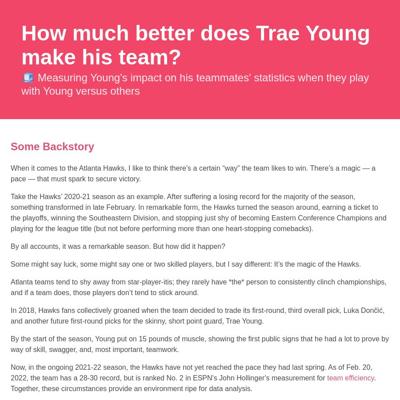 How much better does Trae Young
make his team?
Measuring Young's impact on his teammates' statistics when they play
with Young versus others
Some Backstory
When it comes to the Atlanta Hawks, I like to think there's a certain "way" the team likes to win. There's a magic — a
pace — that must spark to secure victory.
Take the Hawks' 2020-21 season as an example. After suffering a losing record for the majority of the season,
something transformed in late February. In remarkable form, the Hawks turned the season around, earning a ticket to
the playoffs, winning the Southeastern Division, and stopping just shy of becoming Eastern Conference Champions and
playing for the league title (but not before performing more than one heart-stopping comebacks).
By all accounts, it was a remarkable season. But how did it happen?
Some might say luck, some might say one or two skilled players, but I say different: It's the magic of the Hawks.
Atlanta teams tend to shy away from star-player-itis; they rarely have *the* person to consistently clinch championships,
and if a team does, those players don't tend to stick around.
In 2018, Hawks fans collectively groaned when the team decided to trade its first-round, third overall pick, Luka Dončić,
and another future first-round picks for the skinny, short point guard, Trae Young.
By the start of the season, Young put on 15 pounds of muscle, showing the first public signs that he had a lot to prove by
way of skill, swagger, and, most important, teamwork.
Now, in the ongoing 2021-22 season, the Hawks have not yet reached the pace they had last spring. As of Feb. 20,
2022, the team has a 28-30 record, but is ranked No. 2 in ESPN's John Hollinger's measurement for team efficiency.
Together, these circumstances provide an environment ripe for data analysis.